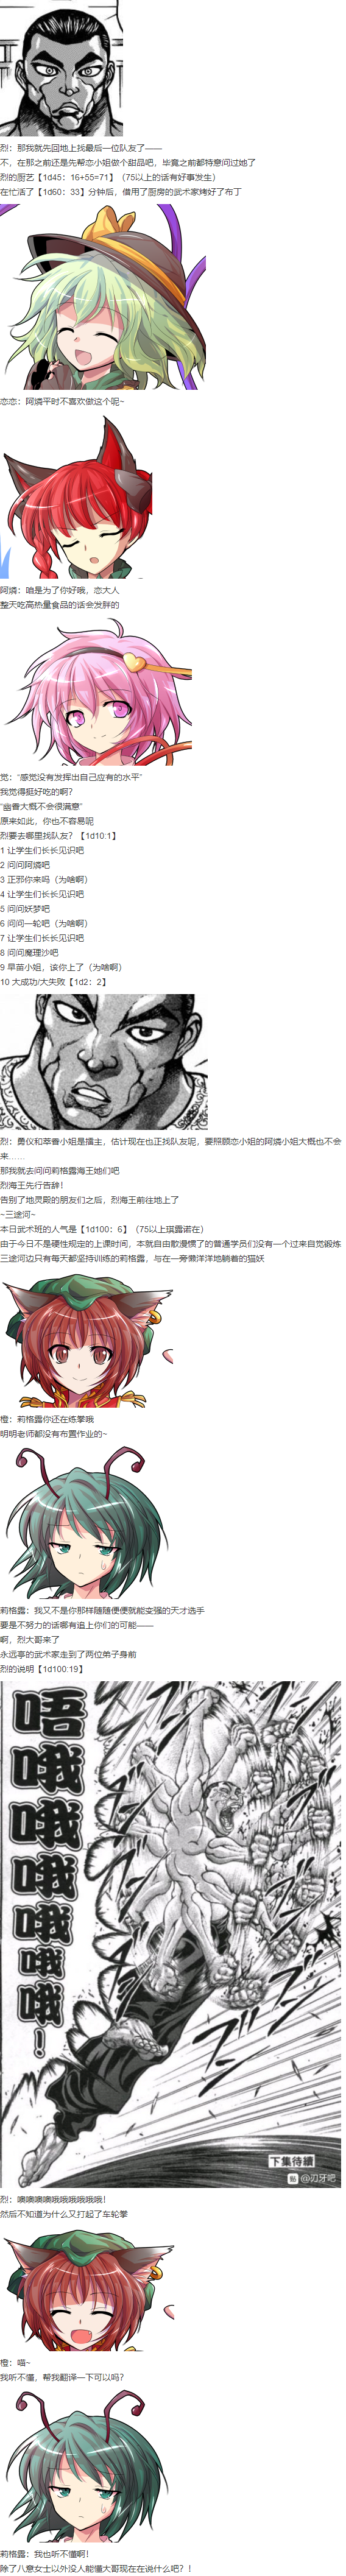 烈：那我就先回地上找最后一位队友了——
不，在那之前还是先帮恋小姐做个甜品吧，毕竟之前都特意问过她了
烈的厨艺【1d45：16+55=71】（75以上的话有好事发生）
在忙活了【1d60：33】分钟后，借用了厨房的武术家烤好了布丁
恋恋：阿燐平时不喜欢做这个呢~
阿燐：咱是为了你好哦，恋大人
整天吃高热量食品的话会发胖的
觉：“感觉没有发挥出自己应有的水平”
我觉得挺好吃的啊？
“幽香大概不会很满意”
原来如此，你也不容易呢
烈要去哪里找队友？【1d10:1】
1 让学生们长长见识吧
2 问问阿燐吧
3 正邪你来吗（为啥啊）
4 让学生们长长见识吧
5 问问妖梦吧
6 问问一轮吧（为啥啊）
7 让学生们长长见识吧
8 问问魔理沙吧
9 早苗小姐，该你上了（为啥啊）
10 大成功/大失败【1d2：2】
烈：勇仪和萃香小姐是擂主，估计现在也正找队友呢，要照顾恋小姐的阿燐小姐大概也不会
来……
那我就去问问莉格露海王她们吧
烈海王先行告辞！
告别了地灵殿的朋友们之后，烈海王前往地上了
~三途河~
本日武术班的人气是【1d100：6】（75以上琪露诺在）
由于今日不是硬性规定的上课时间，本就自由散漫惯了的普通学员们没有一个过来自觉锻炼
三途河边只有每天都坚持训练的莉格露，与在一旁懒洋洋地躺着的猫妖
橙：莉格露你还在练拳哦
明明老师都没有布置作业的~
莉格露：我又不是你那样随随便便就能变强的天才选手
要是不努力的话哪有追上你们的可能——
啊，烈大哥来了
永远亭的武术家走到了两位弟子身前
烈的说明【1d100:19】
唔哦哦哦哦哦哦！
下集待續
贴 @刃牙吧
烈：噢噢噢噢哦哦哦哦哦哦！
然后不知道为什么又打起了车轮拳
橙：喵~
我听不懂，帮我翻译一下可以吗？
莉格露：我也听不懂啊！
除了八意女士以外没人能懂大哥现在在说什么吧？！